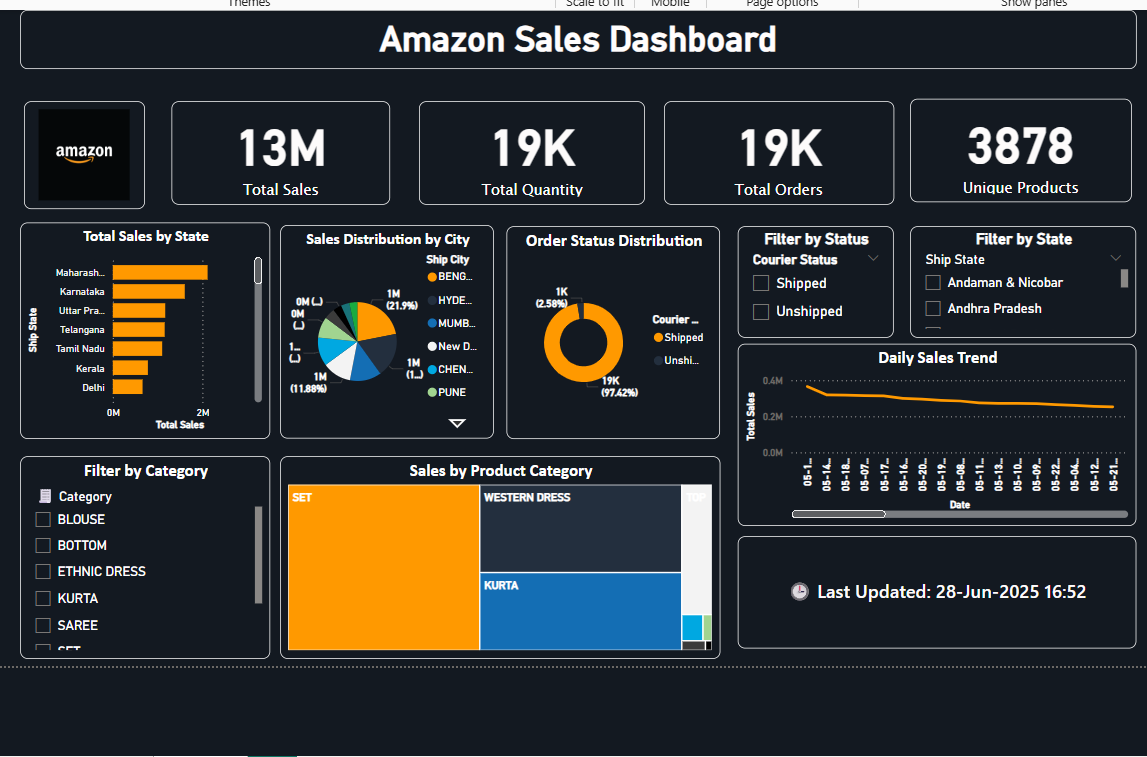 Themes
Scale to fit
Mobile
Page options
Show panes
Amazon Sales Dashboard
amazon
13M
Total Sales
19K
Total Quantity
19K
Total Orders
3878
Unique Products
Total Sales by State
Ship State
Maharash...
Karnataka
Uttar Pra...
Telangana
Tamil Nadu
Kerala
Delhi
0M
2M
Total Sales
Sales Distribution by City
Ship City
BENG...
HYDE...
MUMB...
New D...
CHEN...
PUNE
1M
(21.9%)
1M
(1...)
1M
(11.88%)
1...
(...)
0M
(...)
0M (...)
Order Status Distribution
1K
(2.58%)
19K
(97.42%)
Courier ...
Shipped
Unshi...
Filter by Status
Courier Status
Shipped
Unshipped
Filter by State
Ship State
Andaman & Nicobar
Andhra Pradesh
Daily Sales Trend
Total Sales
0.4M
0.2M
0.0M
05-1...
05-14...
05-18...
05-07...
05-17...
05-16...
05-20...
05-19...
05-08...
05-11...
05-13...
05-10...
05-09...
05-22...
05-04...
05-12...
05-21...
Date
Filter by Category
Category
BLOUSE
BOTTOM
ETHNIC DRESS
KURTA
SAREE
SET
Sales by Product Category
SET
WESTERN DRESS
KURTA
TOP
Last Updated: 28-Jun-2025 16:52